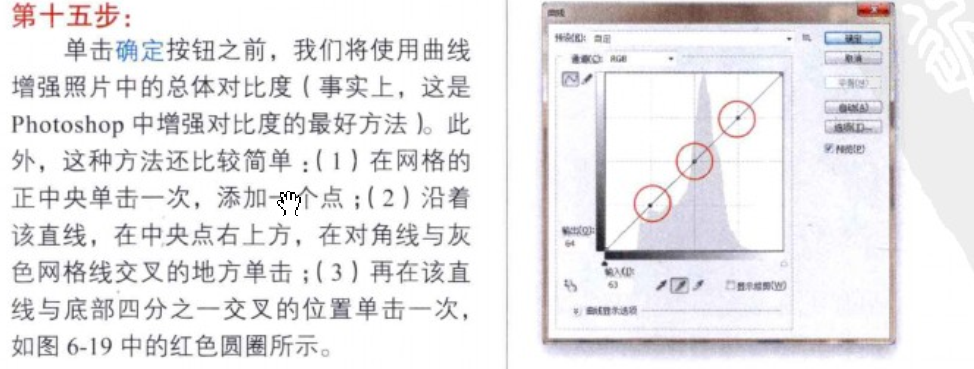 第十五步：
单击确定按钮之前，我们将使用曲线
增强照片中的总体对比度（事实上，这是
Photoshop 中增强对比度的最好方法）。此
外，这种方法还比较简单：（1）在网格的
正中央单击一次，添加一个点；（2）沿着
该直线，在中央点右上方，在对角线与灰
色网格线交叉的地方单击；（3）再在该直
线与底部四分之一交叉的位置单击一次，
如图 6-19 中的红色圆圈所示。
曲线
预设(R)： 自定
确定
通道(C)： RGB
取消
平滑(M)
自动(A)
选项(T)...
预览(P)
输出(O)：
64
输入(I)：
63
显示修剪(W)
曲线显示选项